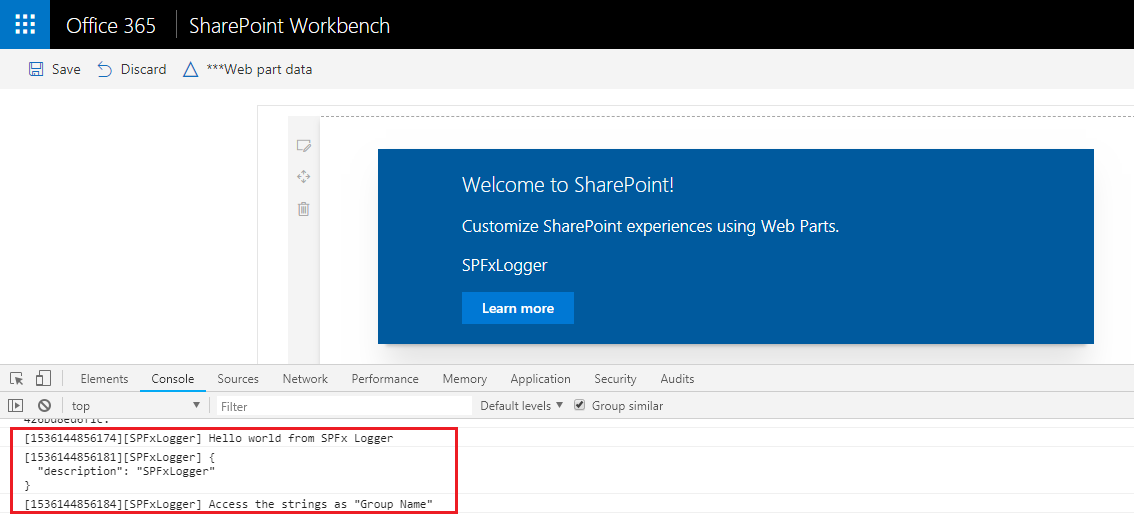 Office 365 SharePoint Workbench
Save Discard ***Web part data
Welcome to SharePoint!
Customize SharePoint experiences using Web Parts.
SPFxLogger
Learn more
Elements Console Sources Network Performance Memory Application Security Audits
top Filter Default levels Group similar
[1536144856174][SPFxLogger] Hello world from SPFx Logger
[1536144856181][SPFxLogger] {
"description": "SPFxLogger"
}
[1536144856184][SPFxLogger] Access the strings as "Group Name"